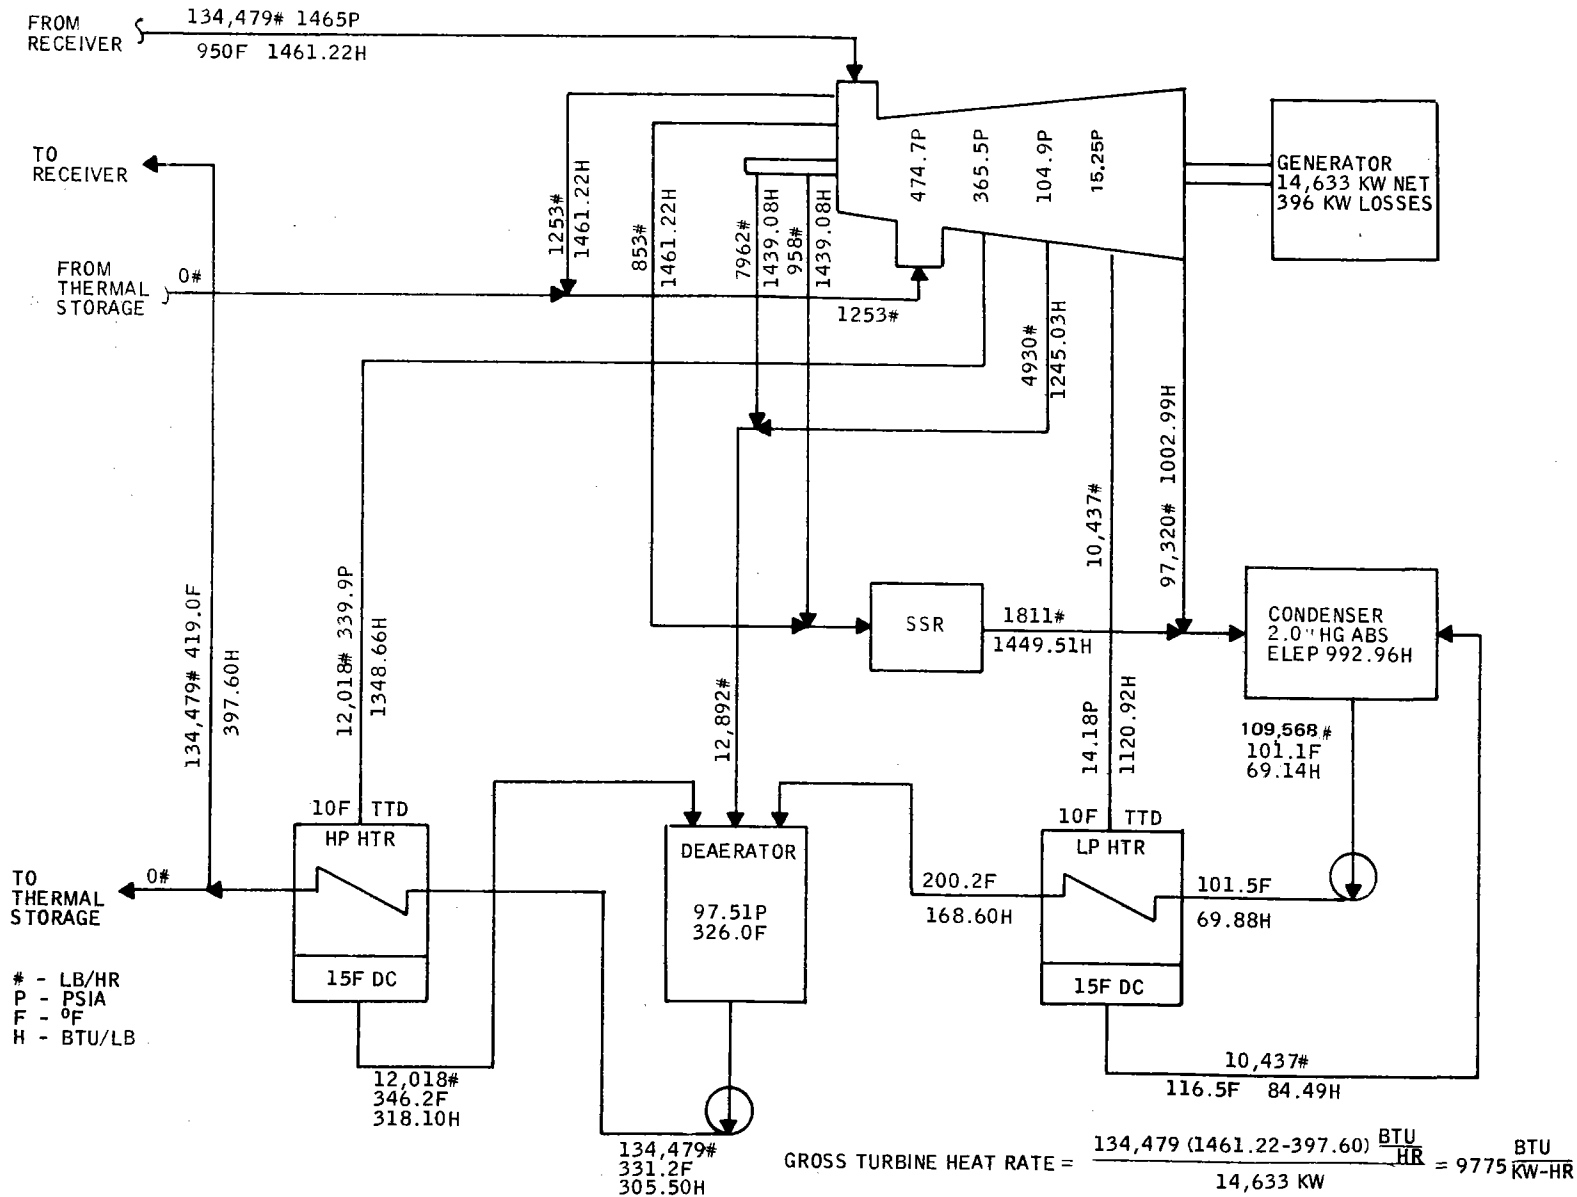 FROM
RECEIVER
134,479# 1465P
950F 1461.22H
TO
RECEIVER
FROM
THERMAL
STORAGE
0#
1253#
1461.22H
853#
1461.22H
7962#
1439.08H
958#
1439.08H
474.7P
365.5P
104.9P
15.25P
GENERATOR
14,633 KW NET
396 KW LOSSES
1253#
4930#
1245.03H
10,437#
97,320# 1002.99H
134,479# 419.0F
397.60H
12,018# 339.9P
1348.66H
12,892#
SSR
1811#
1449.51H
14.18P
1120.92H
CONDENSER
2.0" HG ABS
ELEP 992.96H
109,568#
101.1F
69.14H
10F TTD
HP HTR
15F DC
DEAERATOR
97.51P
326.0F
10F TTD
LP HTR
15F DC
200.2F
168.60H
101.5F
69.88H
TO
THERMAL
STORAGE
0#
# - LB/HR
P - PSIA
F - °F
H - BTU/LB
12,018#
346.2F
318.10H
134,479#
331.2F
305.50H
10,437#
116.5F 84.49H
GROSS TURBINE HEAT RATE = 134,479 (1461.22-397.60) BTU/HR / 14,633 KW = 9775 BTU/KW-HR